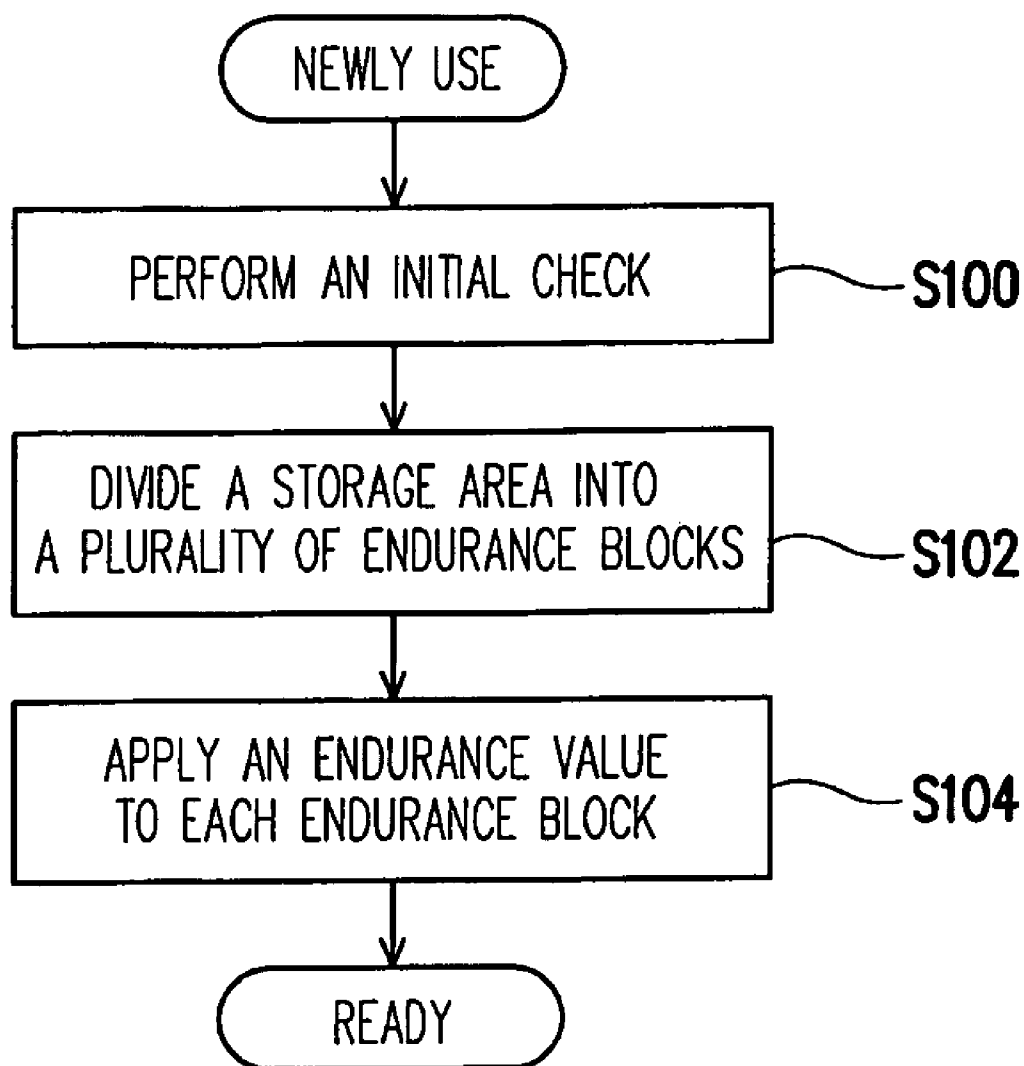 NEWLY USE
PERFORM AN INITIAL CHECK
S100
DIVIDE A STORAGE AREA INTO
A PLURALITY OF ENDURANCE BLOCKS
S102
APPLY AN ENDURANCE VALUE
TO EACH ENDURANCE BLOCK
S104
READY